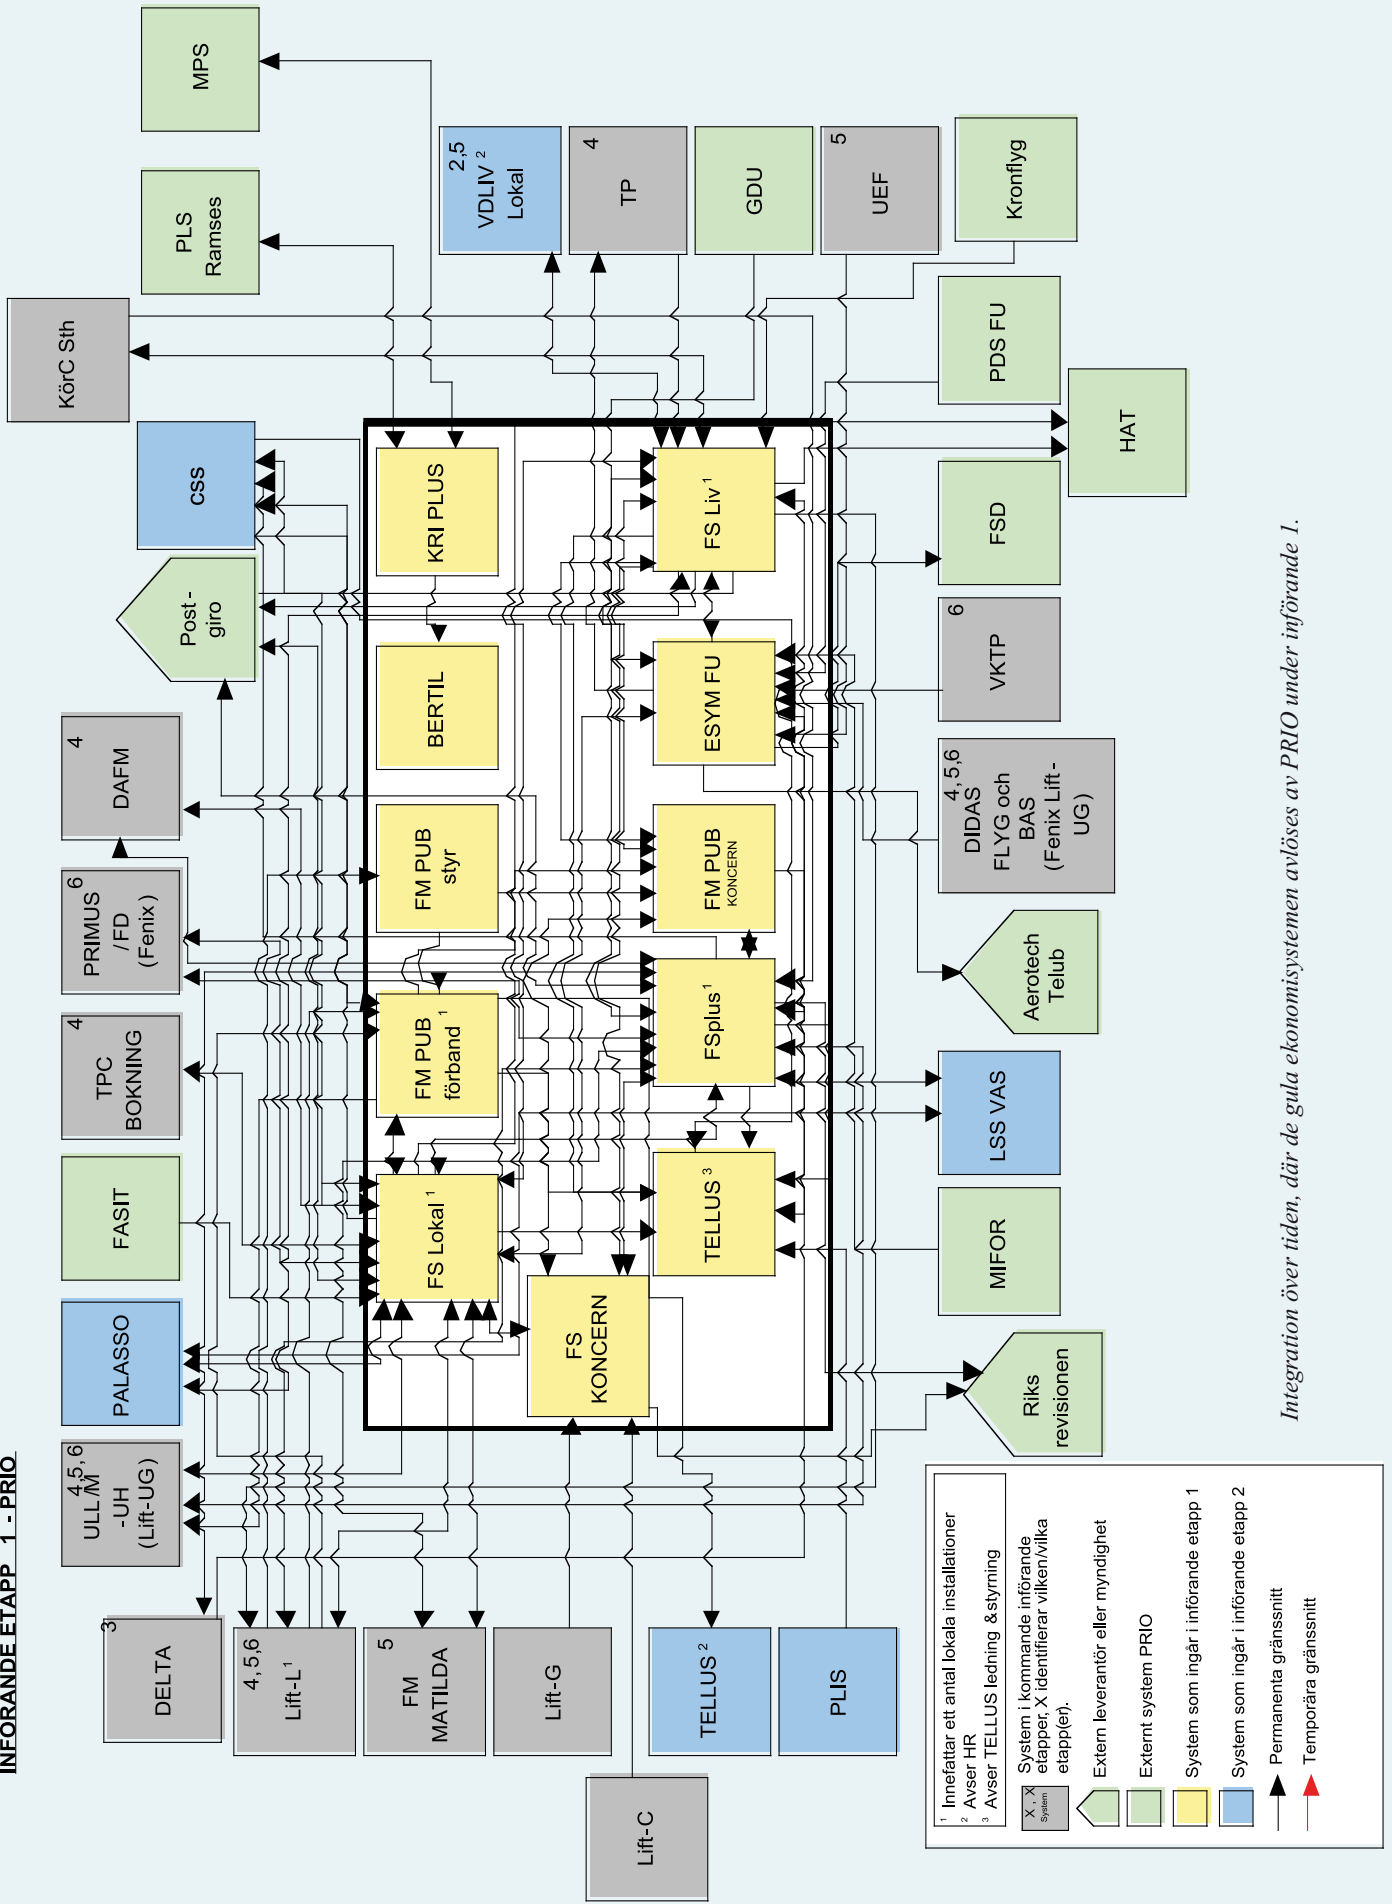 INFÖRANDE ETAPP 1 - PRIO
DELTA
3
ULL/M
-UH
(Lift-UG)
4,5,6
PALASSO
FASIT
TPC
BOKNING
4
PRIMUS
/FD
(Fenix)
6
DAFM
4
Post-
giro
css
KörC Sth
PLS
Ramses
MPS
4,5,6
Lift-L 1
5
FM
MATILDA
Lift-G
Lift-C
TELLUS 2
PLIS
FS Lokal 1
FM PUB
förband 1
FM PUB
styr
BERTIL
KRI PLUS
FS
KONCERN
TELLUS 3
FSplus 1
FM PUB
KONCERN
ESYM FU
FS Liv 1
2,5
VDLIV 2
Lokal
4
TP
GDU
5
UEF
Kronflyg
Riks
revisionen
MIFOR
LSS VAS
Aerotech
Telub
4,5,6
DIDAS
FLYG och
BAS
(Fenix Lift-
UG)
6
VKTP
FSD
PDS FU
HAT
1 Innefattar ett antal lokala installationer
2 Avser HR
3 Avser TELLUS ledning & styrning
X , X
System
System i kommande införande
etapper, X identifierar vilken/vilka
etapp(er).
Extern leverantör eller myndighet
Externt system PRIO
System som ingår i införande etapp 1
System som ingår i införande etapp 2
Permanenta gränssnitt
Temporära gränssnitt
Integration över tiden, där de gula ekonomisystemen avlöses av PRIO under införande 1.